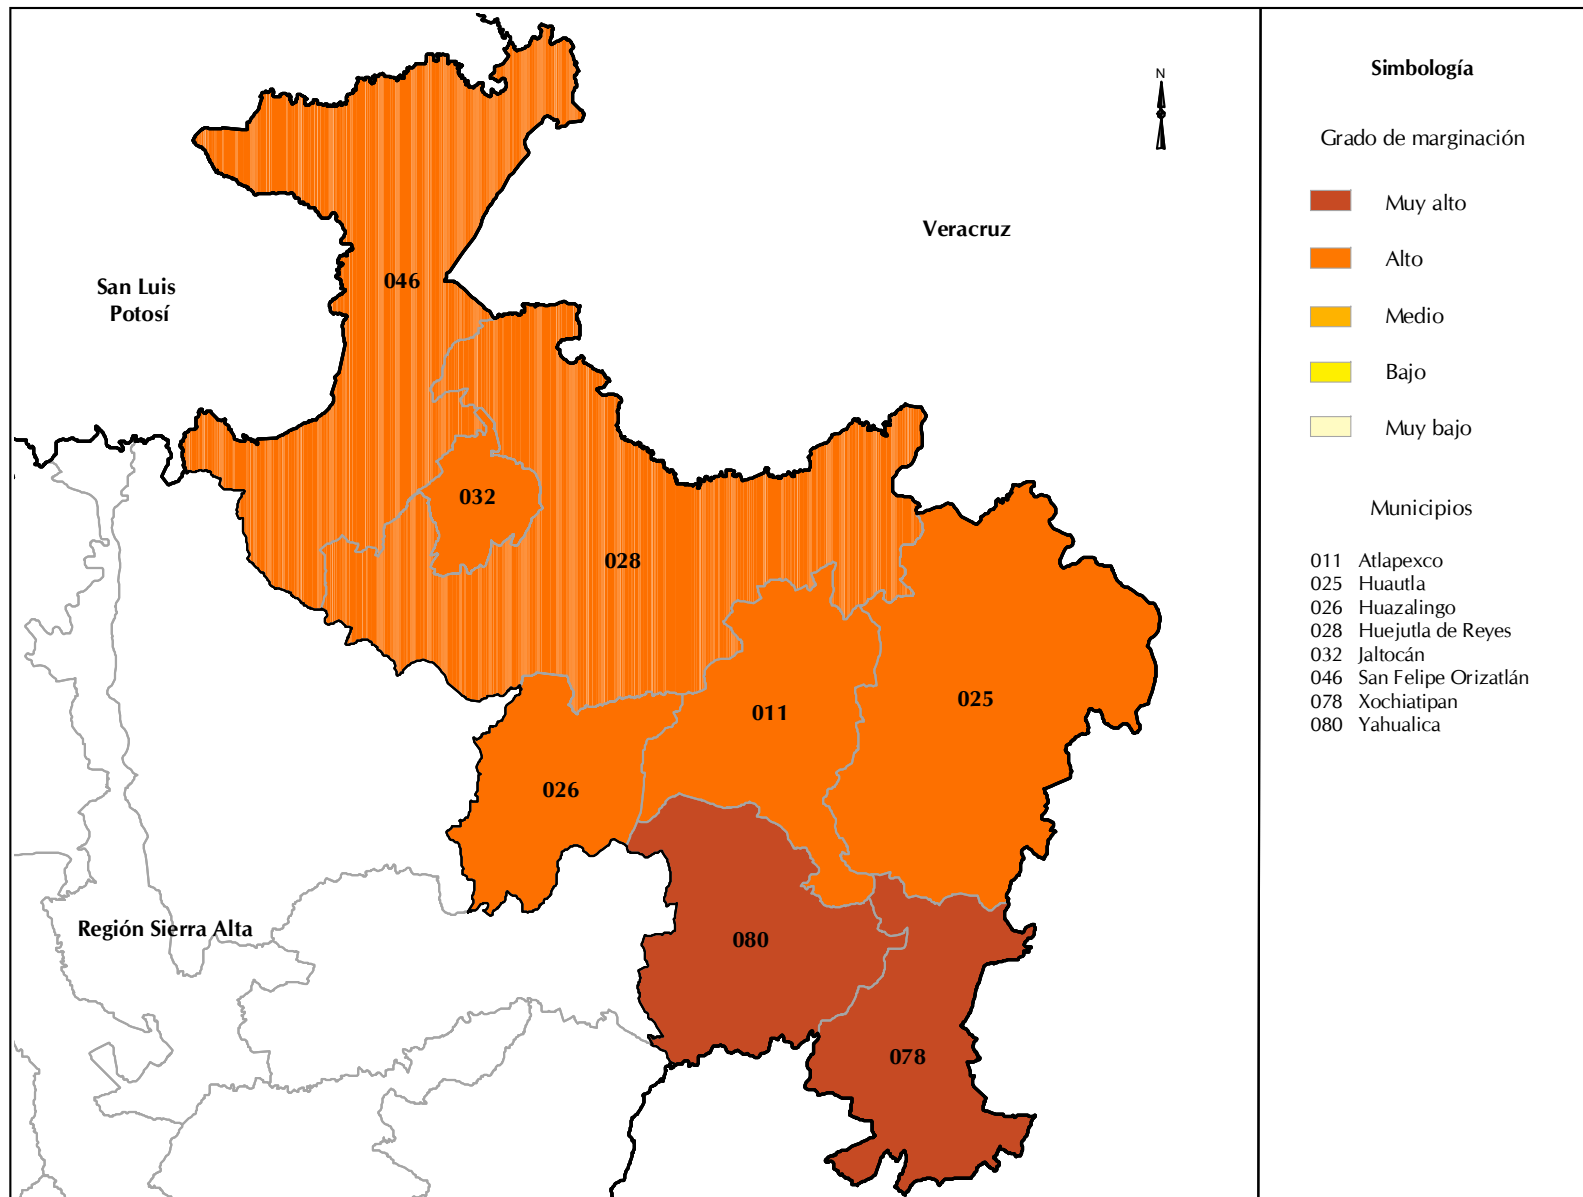 N
Veracruz
San Luis
Potosí
046
032
028
025
011
026
080
078
Región Sierra Alta
Simbología
Grado de marginación
Muy alto
Alto
Medio
Bajo
Muy bajo
Municipios
011 Atlapexco
025 Huautla
026 Huazalingo
028 Huejutla de Reyes
032 Jaltocán
046 San Felipe Orizatlán
078 Xochiatipan
080 Yahualica